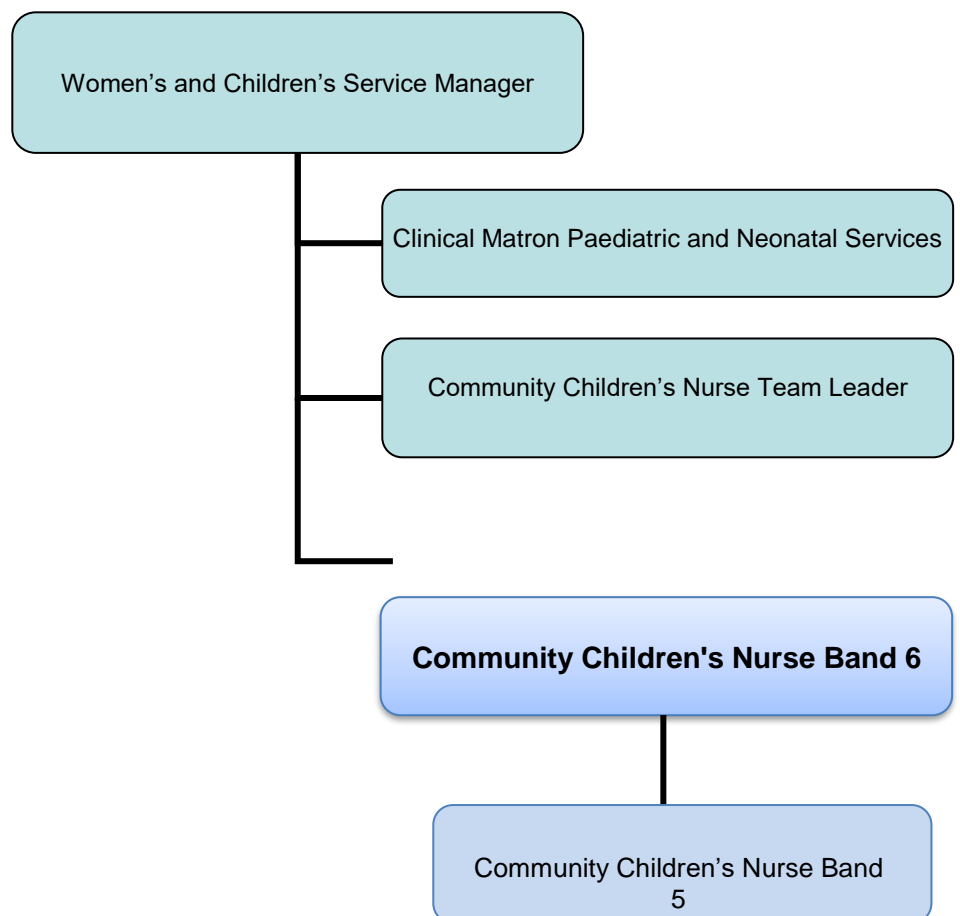 Women’s and Children’s Service Manager
Clinical Matron Paediatric and Neonatal Services
Community Children’s Nurse Team Leader
Community Children's Nurse Band 6
Community Children’s Nurse Band
5